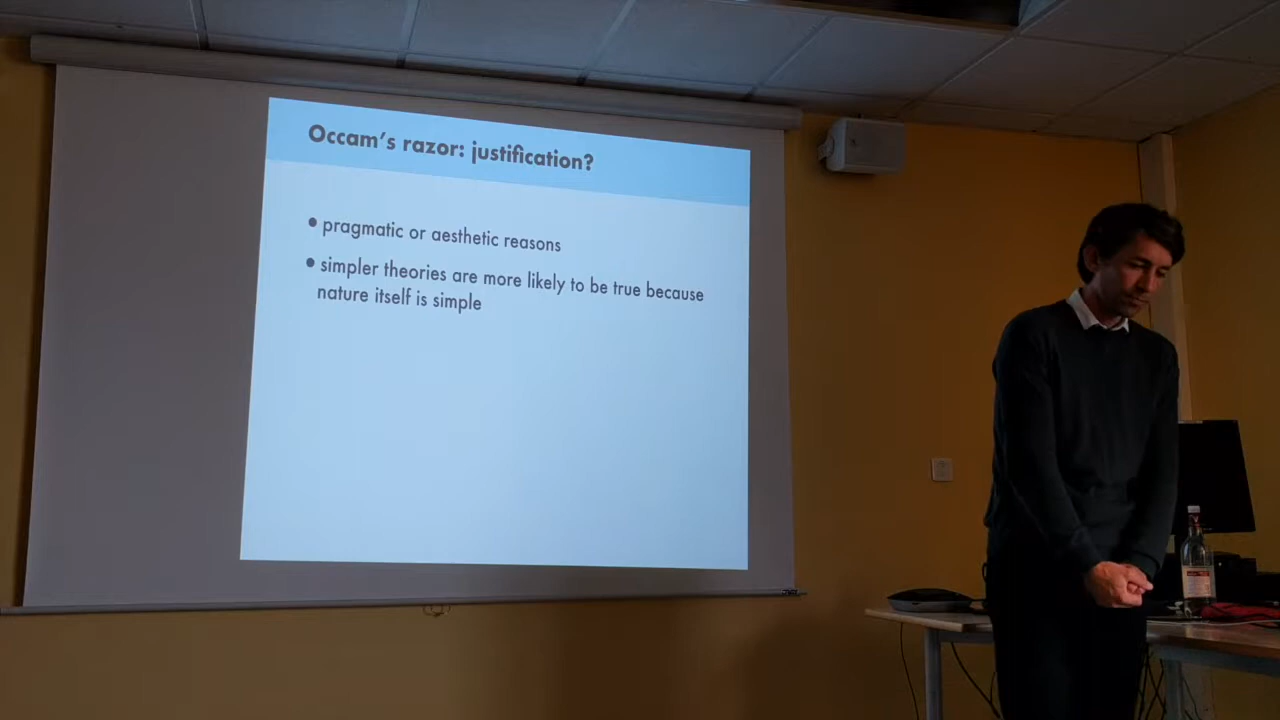 Occam's razor: justification?
• pragmatic or aesthetic reasons
• simpler theories are more likely to be true because
nature itself is simple